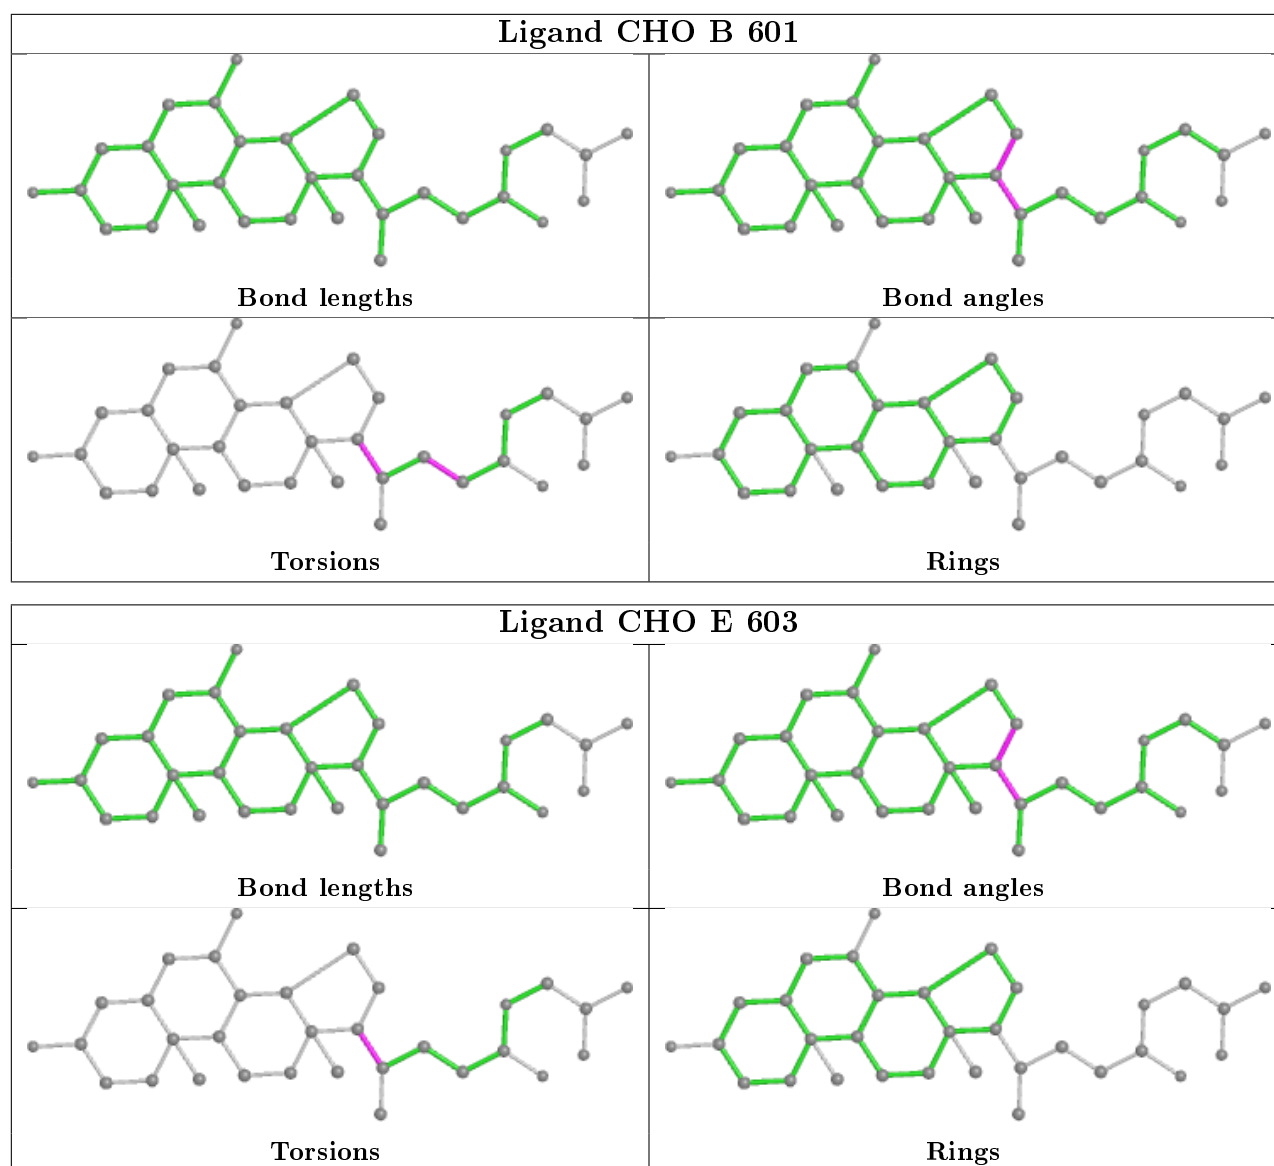 Ligand CHO B 601
Bond lengths
Bond angles
Torsions
Rings
Ligand CHO E 603
Bond lengths
Bond angles
Torsions
Rings